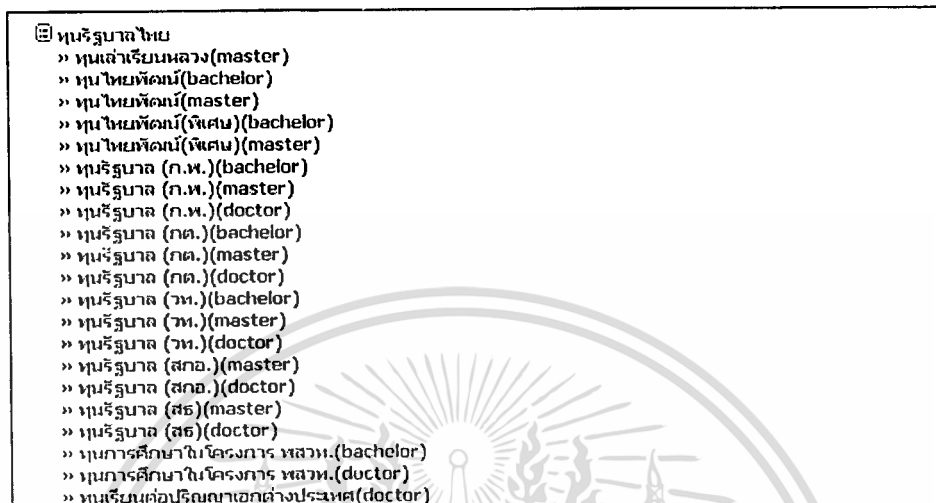 ทุนรัฐบาลไทย
» ทุนเล่าเรียนหลวง(master)
» ทุนไทยพัฒน์(bachelor)
» ทุนไทยพัฒน์(master)
» ทุนไทยพัฒน์(พิเศษ)(bachelor)
» ทุนไทยพัฒน์(พิเศษ)(master)
» ทุนรัฐบาล (ก.พ.)(bachelor)
» ทุนรัฐบาล (ก.พ.)(master)
» ทุนรัฐบาล (ก.พ.)(doctor)
» ทุนรัฐบาล (กต.)(bachelor)
» ทุนรัฐบาล (กต.)(master)
» ทุนรัฐบาล (กต.)(doctor)
» ทุนรัฐบาล (วท.)(bachelor)
» ทุนรัฐบาล (วท.)(master)
» ทุนรัฐบาล (วท.)(doctor)
» ทุนรัฐบาล (สกอ.)(master)
» ทุนรัฐบาล (สกอ.)(doctor)
» ทุนรัฐบาล (สธ)(master)
» ทุนรัฐบาล (สธ)(doctor)
» ทุนการศึกษาในโครงการ พสวท.(bachelor)
» ทุนการศึกษาในโครงการ พสวท.(doctor)
» ทุนเรียนต่อปริญญาเอกต่างประเทศ(doctor)